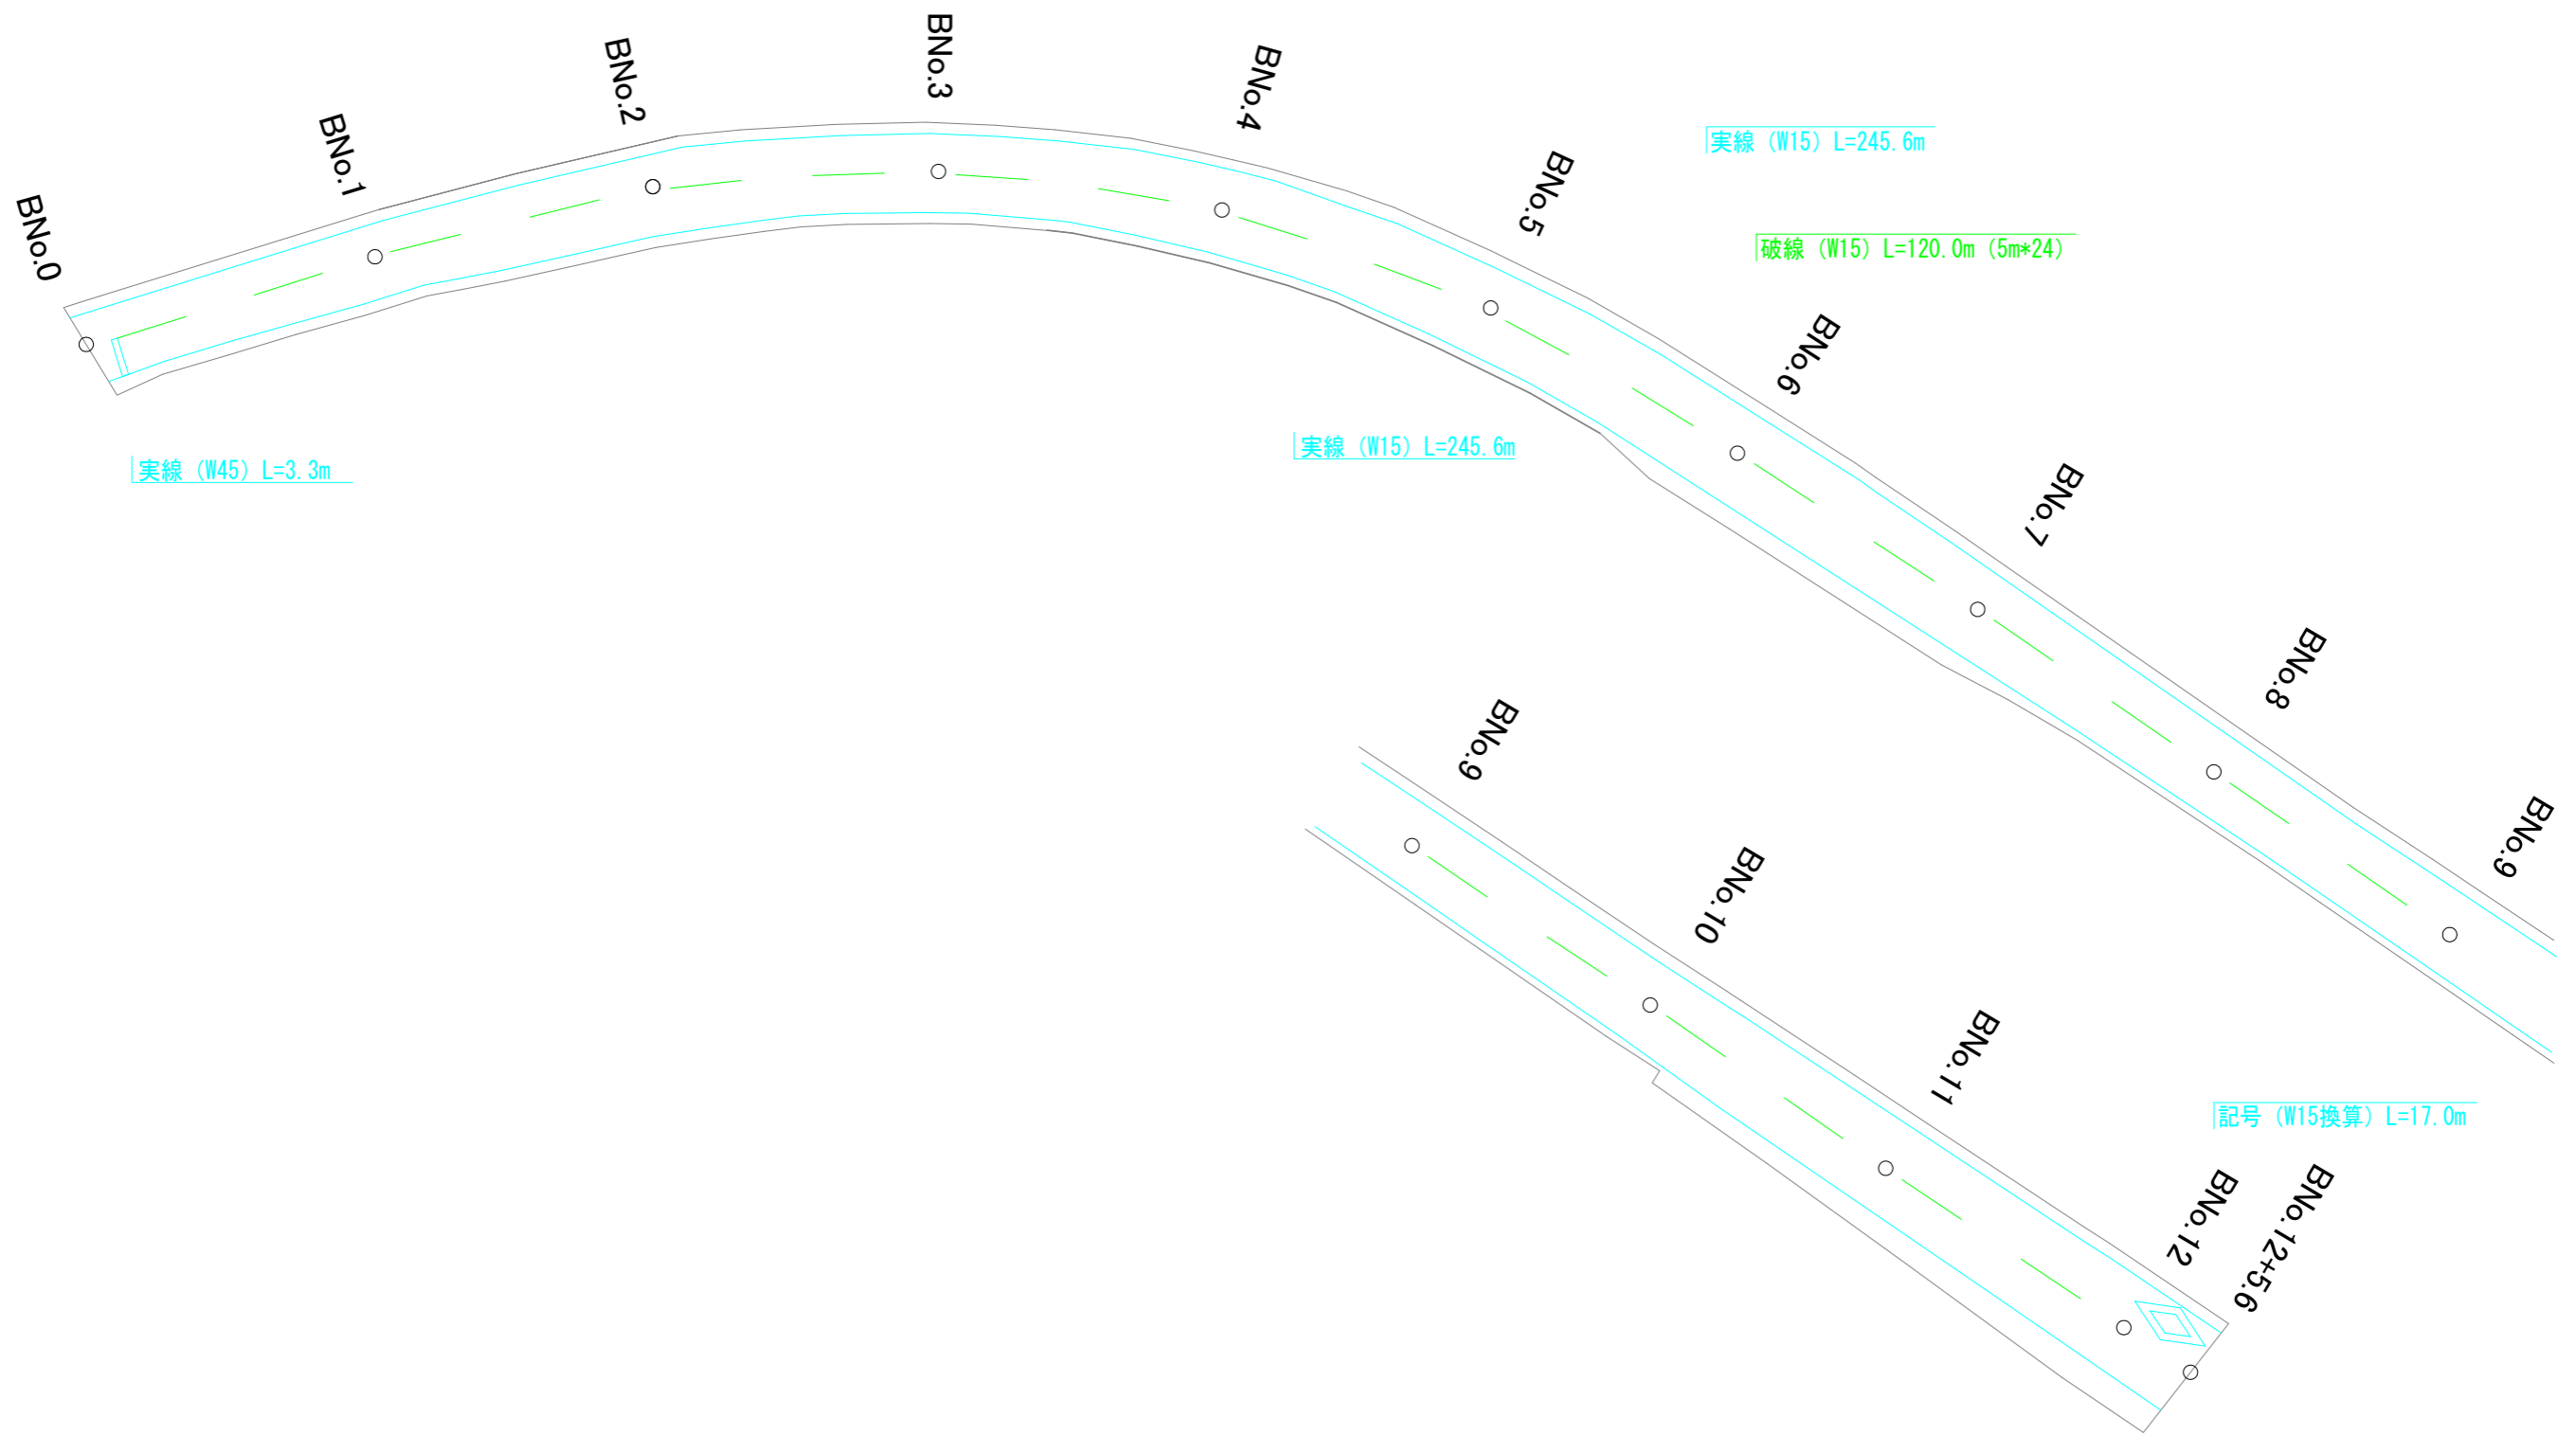 BNo.0
BNo.1
BNo.2
BNo.3
BNo.4
BNo.5
BNo.6
BNo.7
BNo.8
BNo.9
実線（W15）L=245.6m
破線（W15）L=120.0m（5m*24）
実線（W45）L=3.3m
実線（W15）L=245.6m
BNo.9
BNo.10
BNo.11
BNo.12
BNo.12+5.6
記号（W15換算）L=17.0m